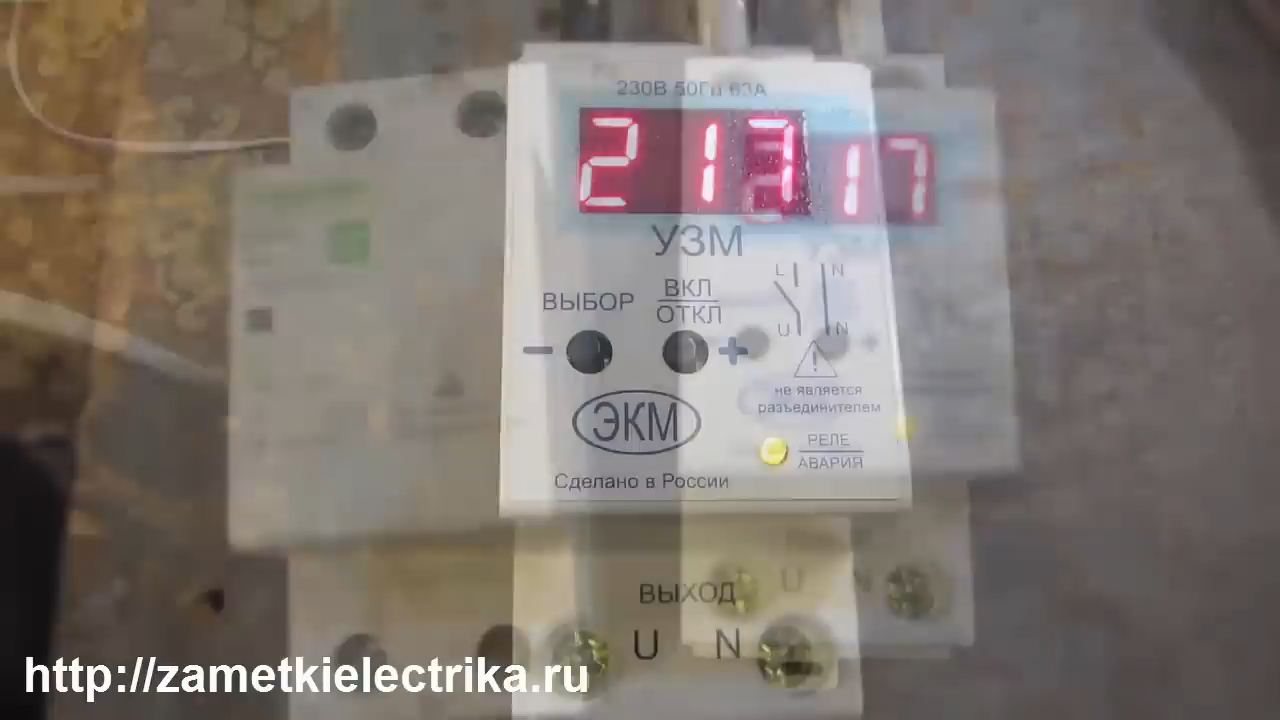 230В 50Гц 63А
213
17
УЗМ
ВЫБОР
ВКЛ
ОТКЛ
L N
U N
- +
!
не является
разъединителем
ЭКМ
РЕЛЕ
АВАРИЯ
Сделано в России
ВЫХОД
U N
U N
http://zametkielectrika.ru